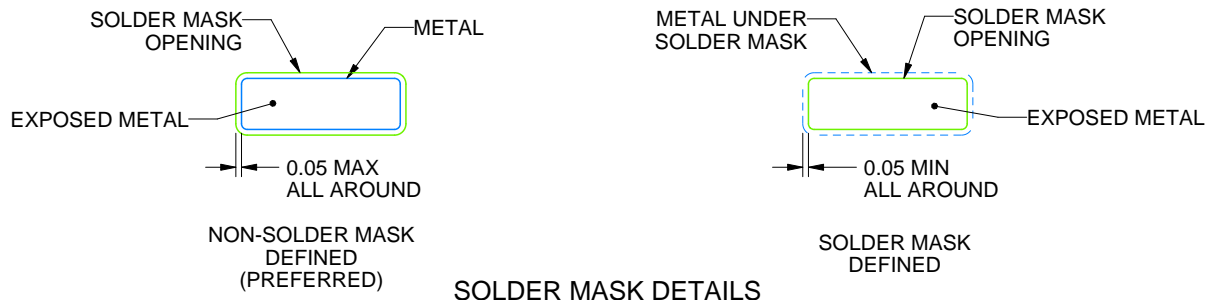 SOLDER MASK
OPENING
METAL
EXPOSED METAL
0.05 MAX
ALL AROUND
NON-SOLDER MASK
DEFINED
(PREFERRED)
METAL UNDER
SOLDER MASK
SOLDER MASK
OPENING
EXPOSED METAL
0.05 MIN
ALL AROUND
SOLDER MASK
DEFINED
SOLDER MASK DETAILS